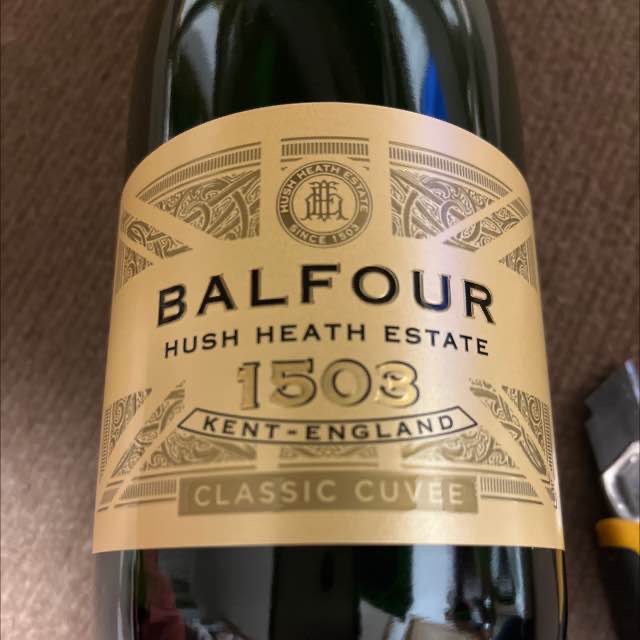 HUSH HEATH ESTATE
SINCE 1503
BALFOUR
HUSH HEATH ESTATE
1503
KENT-ENGLAND
CLASSIC CUVEE